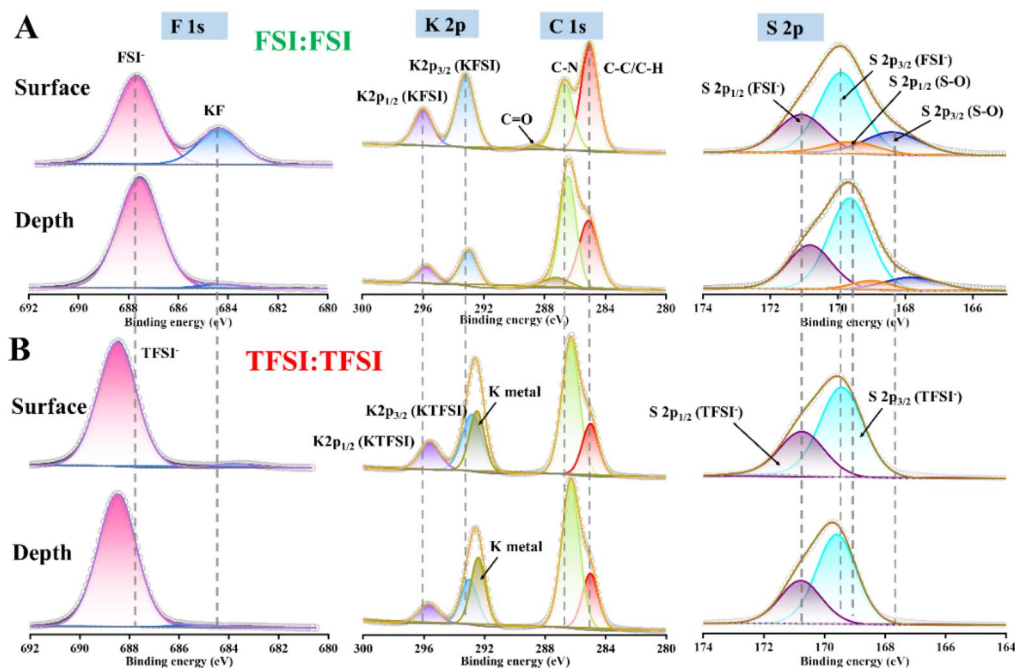 A
F 1s
FSI:FSI
K 2p
C 1s
S 2p
Surface
FSI-
KF
K2p1/2 (KFSI)
K2p3/2 (KFSI)
C=O
C-N
C-C/C-H
S 2p1/2 (FSI-)
S 2p3/2 (FSI-)
S 2p1/2 (S-O)
S 2p3/2 (S-O)
Depth
692 690 688 686 684 682 680
Binding energy (eV)
300 296 292 288 284 280
Binding energy (eV)
174 172 170 168 166
Binding energy (eV)
B
TFSI-
TFSI:TFSI
Surface
K2p3/2 (KTFSI)
K2p1/2 (KTFSI)
K metal
S 2p1/2 (TFSI-)
S 2p3/2 (TFSI-)
Depth
K metal
692 690 688 686 684 682 680
Binding energy (eV)
300 296 292 288 284 280
Binding energy (eV)
174 172 170 168 166 164
Binding energy (eV)